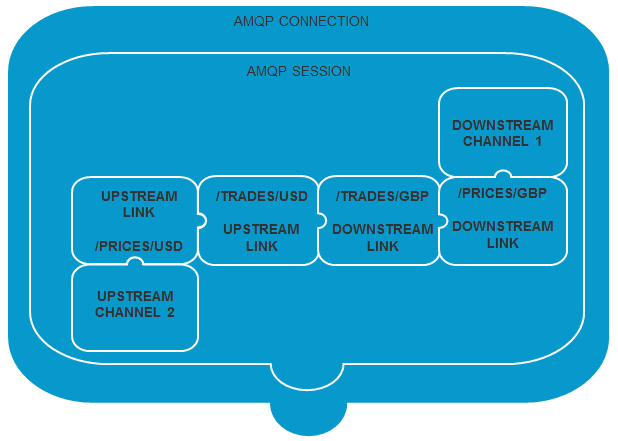 AMQP CONNECTION
AMQP SESSION
DOWNSTREAM
CHANNEL 1
UPSTREAM
LINK
/PRICES/USD
/TRADES/USD
UPSTREAM
LINK
/TRADES/GBP
DOWNSTREAM
LINK
/PRICES/GBP
DOWNSTREAM
LINK
UPSTREAM
CHANNEL 2